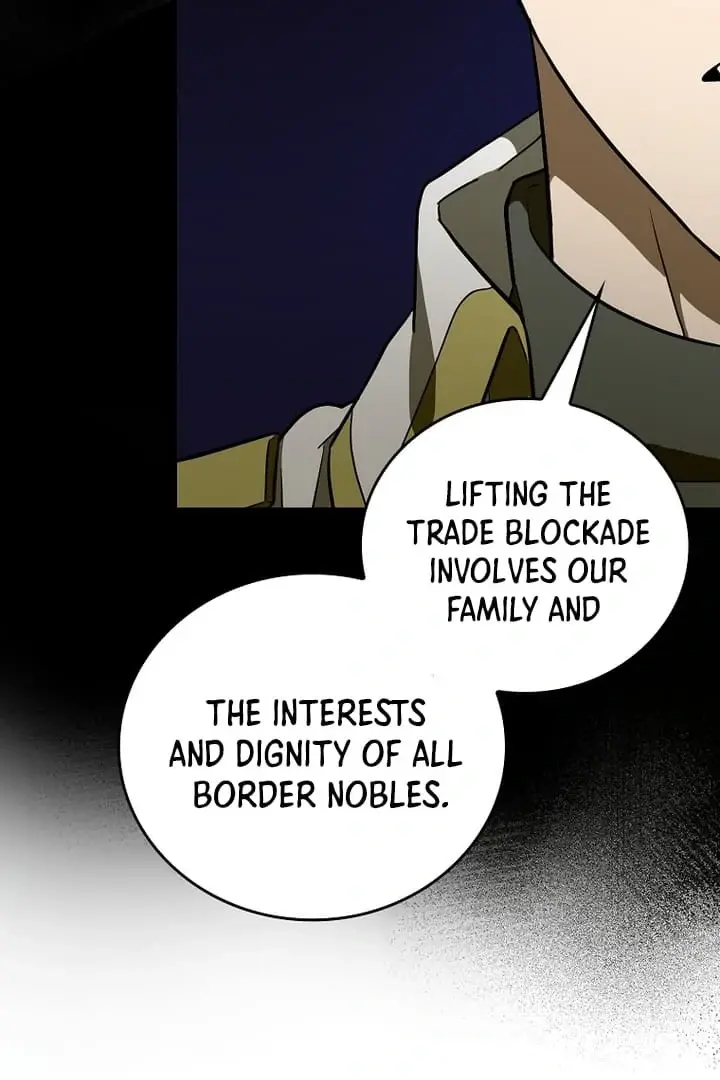 LIFTING THE
TRADE BLOCKADE
INVOLVES OUR
FAMILY AND
THE INTERESTS
AND DIGNITY OF ALL
BORDER NOBLES.